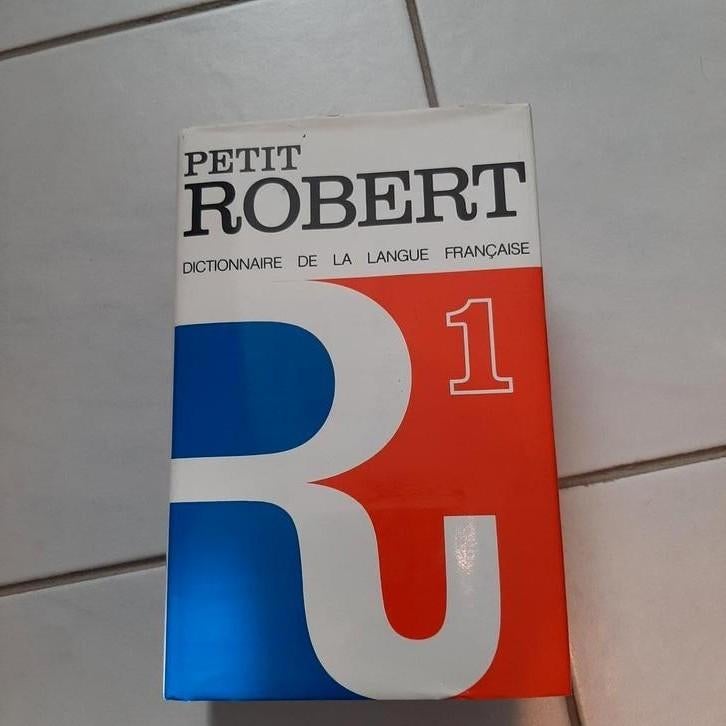 PETIT
ROBERT
DICTIONNAIRE DE LA LANGUE FRANÇAISE
1
R